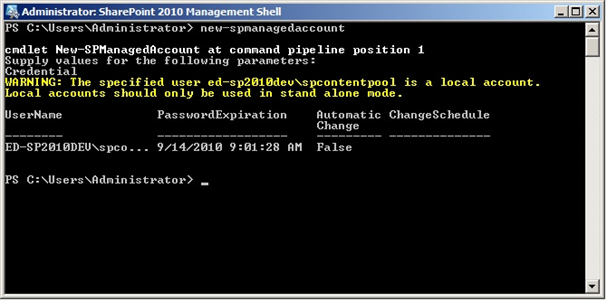 Administrator: SharePoint 2010 Management Shell
PS C:\Users\Administrator> new-spmanagedaccount
cmdlet New-SPManagedAccount at command pipeline position 1
Supply values for the following parameters:
Credential
WARNING: The specified user ed-sp2010dev\spcontentpool is a local account.
Local accounts should only be used in stand alone mode.
UserName PasswordExpiration Automatic ChangeSchedule
Change
-------- ------------------ --------- --------------
ED-SP2010DEV\spco... 9/14/2010 9:01:28 AM False
PS C:\Users\Administrator> _